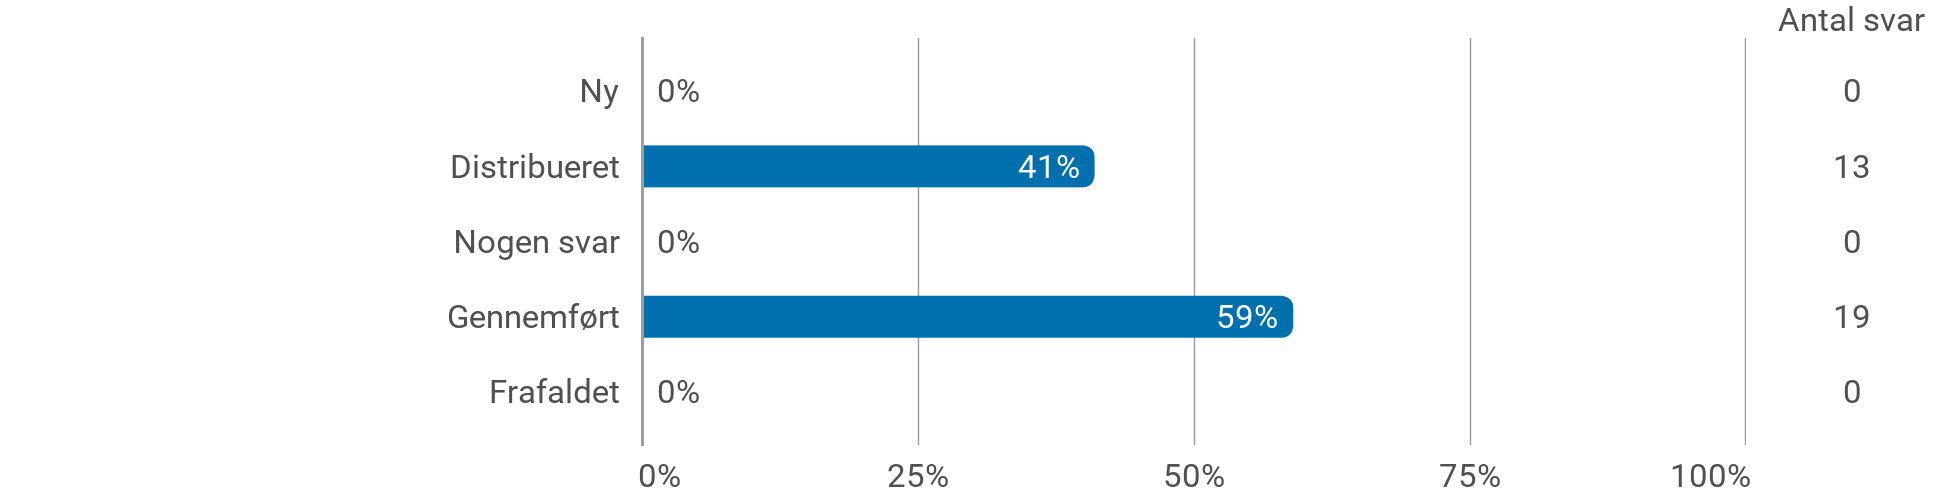 Antal svar
Ny 0% 0
Distribueret 41% 13
Nogen svar 0% 0
Gennemført 59% 19
Frafaldet 0% 0
0% 25% 50% 75% 100%